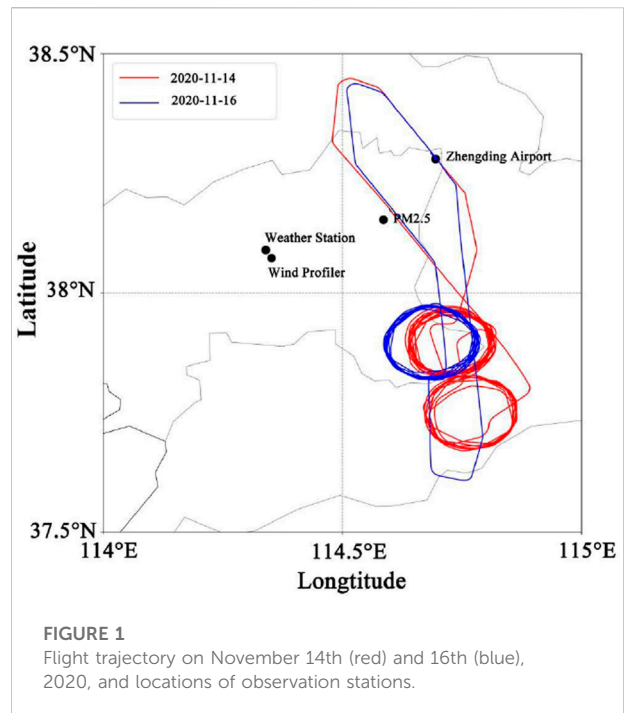 38.5°N
2020-11-14
2020-11-16
Zhengding Airport
PM2.5
Weather Station
Wind Profiler
38°N
Latitude
37.5°N
114°E
114.5°E
115°E
Longtitude
FIGURE 1
Flight trajectory on November 14th (red) and 16th (blue),
2020, and locations of observation stations.